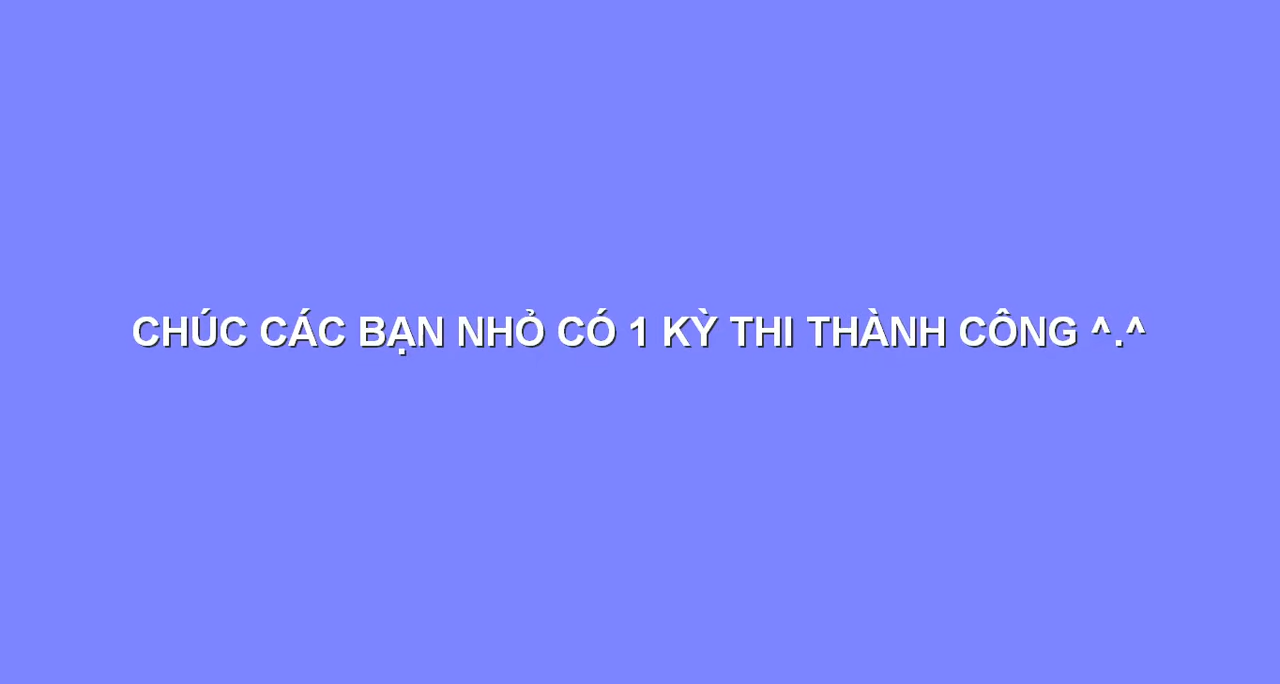 CHÚC CÁC BẠN NHỎ CÓ 1 KỲ THI THÀNH CÔNG ^.^